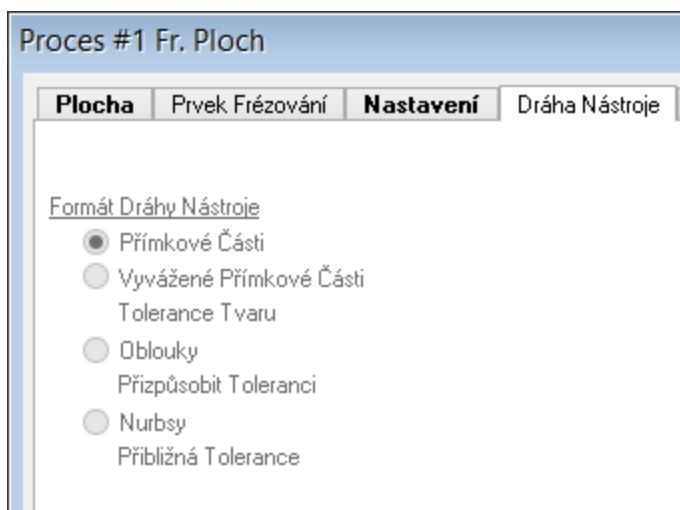 Proces #1 Fr. Ploch
Plocha Prvek Frézování Nastavení Dráha Nástroje
Formát Dráhy Nástroje
Přímkové Části
Vyvážené Přímkové Části
Tolerance Tvaru
Oblouky
Přizpůsobit Toleranci
Nurbsy
Přibližná Tolerance